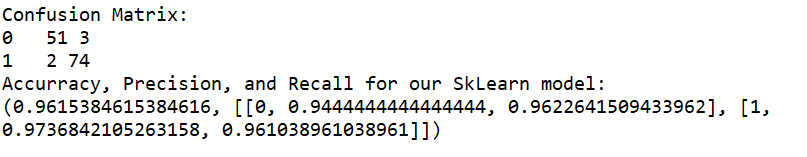 Confusion Matrix:
0   51 3
1   2 74
Accurracy, Precision, and Recall for our SkLearn model:
(0.9615384615384616, [[0, 0.9444444444444444, 0.9622641509433962], [1,
0.9736842105263158, 0.961038961038961]])